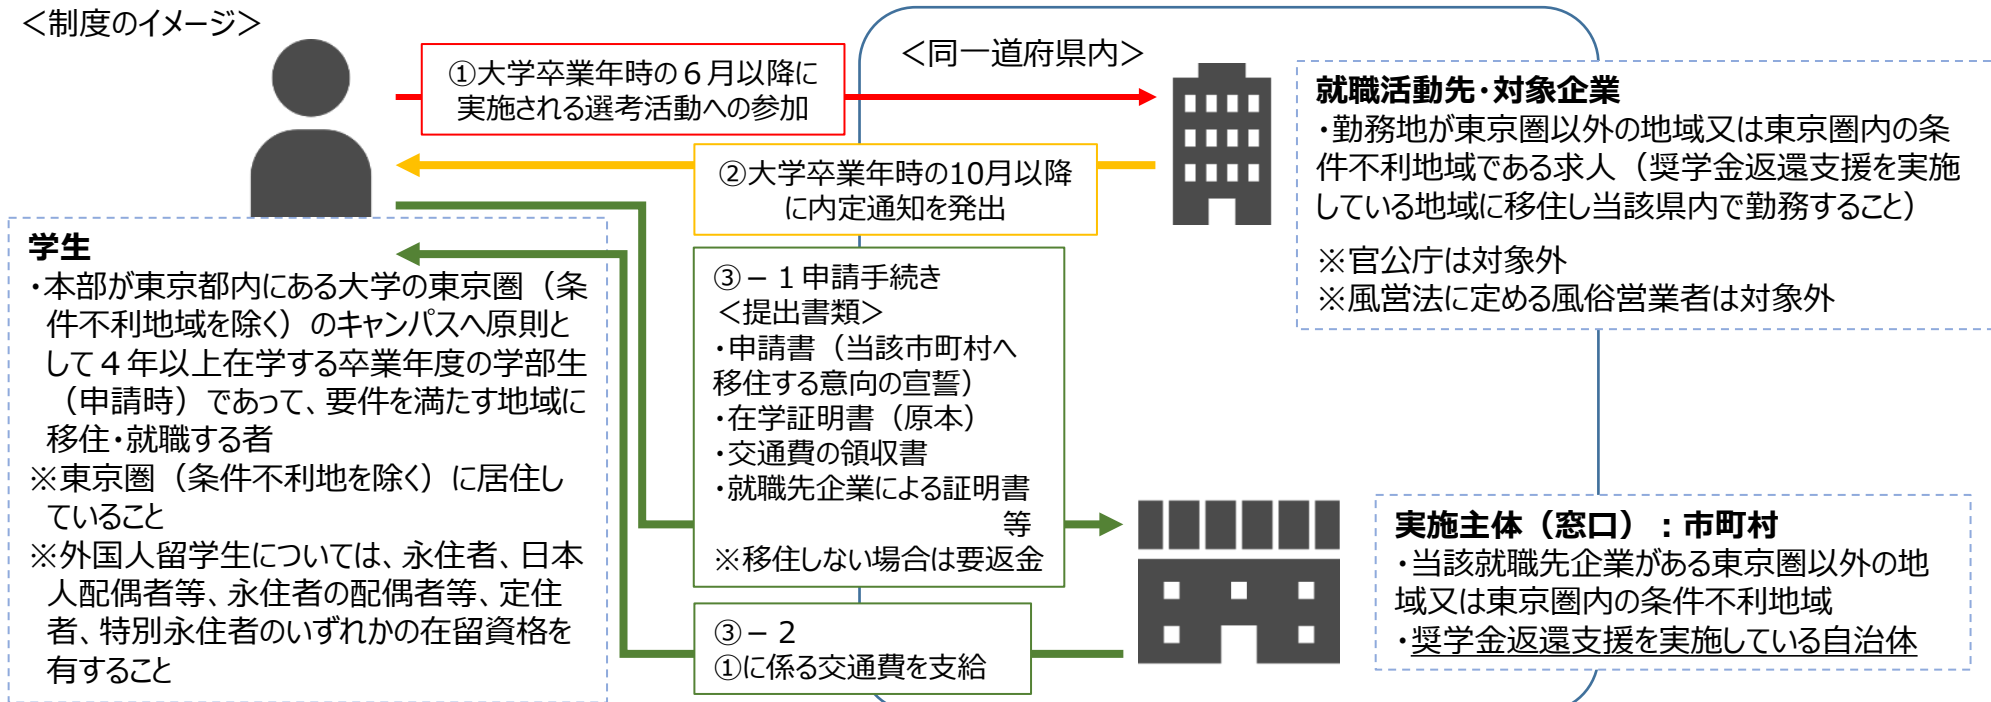 ＜制度のイメージ＞
①大学卒業年時の６月以降に
実施される選考活動への参加
＜同一道府県内＞
就職活動先・対象企業
・勤務地が東京圏以外の地域又は東京圏内の条
件不利地域である求人（奨学金返還支援を実施
している地域に移住し当該県内で勤務すること）
※官公庁は対象外
※風営法に定める風俗営業者は対象外
②大学卒業年時の10月以降
に内定通知を発出
学生
・本部が東京都内にある大学の東京圏（条
件不利地域を除く）のキャンパスへ原則と
して４年以上在学する卒業年度の学部生
（申請時）であって、要件を満たす地域に
移住・就職する者
※東京圏（条件不利地を除く）に居住し
ていること
※外国人留学生については、永住者、日本
人配偶者等、永住者の配偶者等、定住
者、特別永住者のいずれかの在留資格を
有すること
③－１申請手続き
＜提出書類＞
・申請書（当該市町村へ
移住する意向の宣誓）
・在学証明書（原本）
・交通費の領収書
・就職先企業による証明書
等
※移住しない場合は要返金
③－２
①に係る交通費を支給
実施主体（窓口）：市町村
・当該就職先企業がある東京圏以外の地
域又は東京圏内の条件不利地域
・奨学金返還支援を実施している自治体